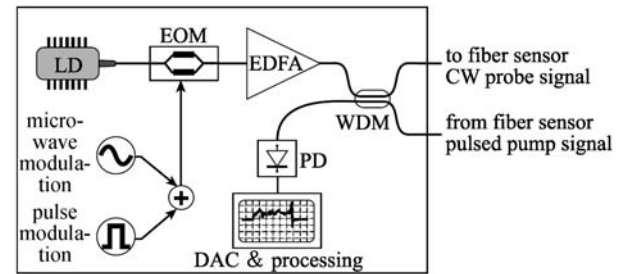 EOM
LD
EDFA
to fiber sensor
CW probe signal
WDM
from fiber sensor
pulsed pump signal
micro-
wave
modula-
tion
PD
pulse
modula-
tion
DAC & processing